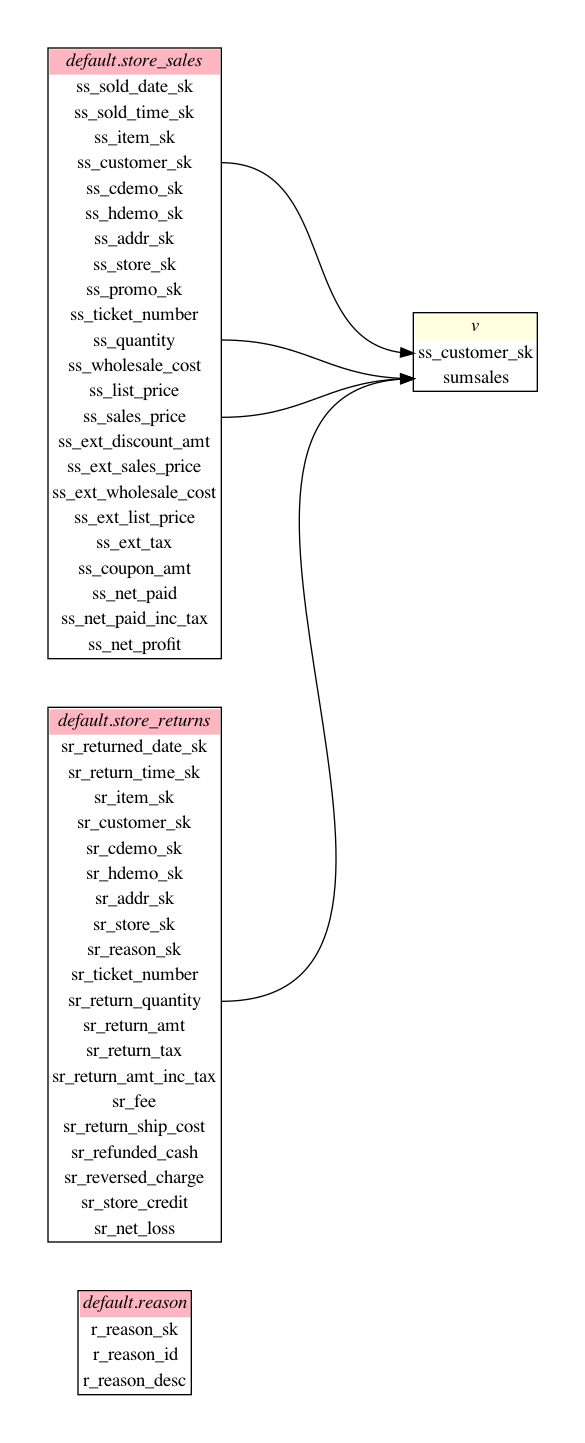 default.store_sales
ss_sold_date_sk
ss_sold_time_sk
ss_item_sk
ss_customer_sk
ss_cdemo_sk
ss_hdemo_sk
ss_addr_sk
ss_store_sk
ss_promo_sk
ss_ticket_number
ss_quantity
ss_wholesale_cost
ss_list_price
ss_sales_price
ss_ext_discount_amt
ss_ext_sales_price
ss_ext_wholesale_cost
ss_ext_list_price
ss_ext_tax
ss_coupon_amt
ss_net_paid
ss_net_paid_inc_tax
ss_net_profit
v
ss_customer_sk
sumsales
default.store_returns
sr_returned_date_sk
sr_return_time_sk
sr_item_sk
sr_customer_sk
sr_cdemo_sk
sr_hdemo_sk
sr_addr_sk
sr_store_sk
sr_reason_sk
sr_ticket_number
sr_return_quantity
sr_return_amt
sr_return_tax
sr_return_amt_inc_tax
sr_fee
sr_return_ship_cost
sr_refunded_cash
sr_reversed_charge
sr_store_credit
sr_net_loss
default.reason
r_reason_sk
r_reason_id
r_reason_desc